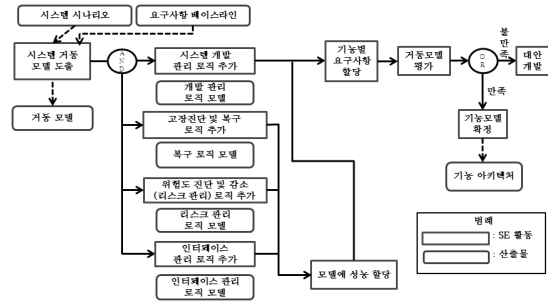 시스템 시나리오
요구사항 베이스라인
시스템 거동
모델 도출
AND
시스템 개발
관리 로직 추가
기능별
요구사항
할당
거동모델
평가
OR
불만족
대안
개발
거동 모델
개발 관리
로직 모델
만족
고장진단 및 복구
로직 추가
기능모델
확정
복구 로직 모델
위험도 진단 및 감소
(리스크 관리) 로직 추가
기능 아키텍처
리스크 관리
로직 모델
범례
: SE 활동
: 산출물
인터페이스
관리 로직 추가
모델에 성능 할당
인터페이스 관리
로직 모델